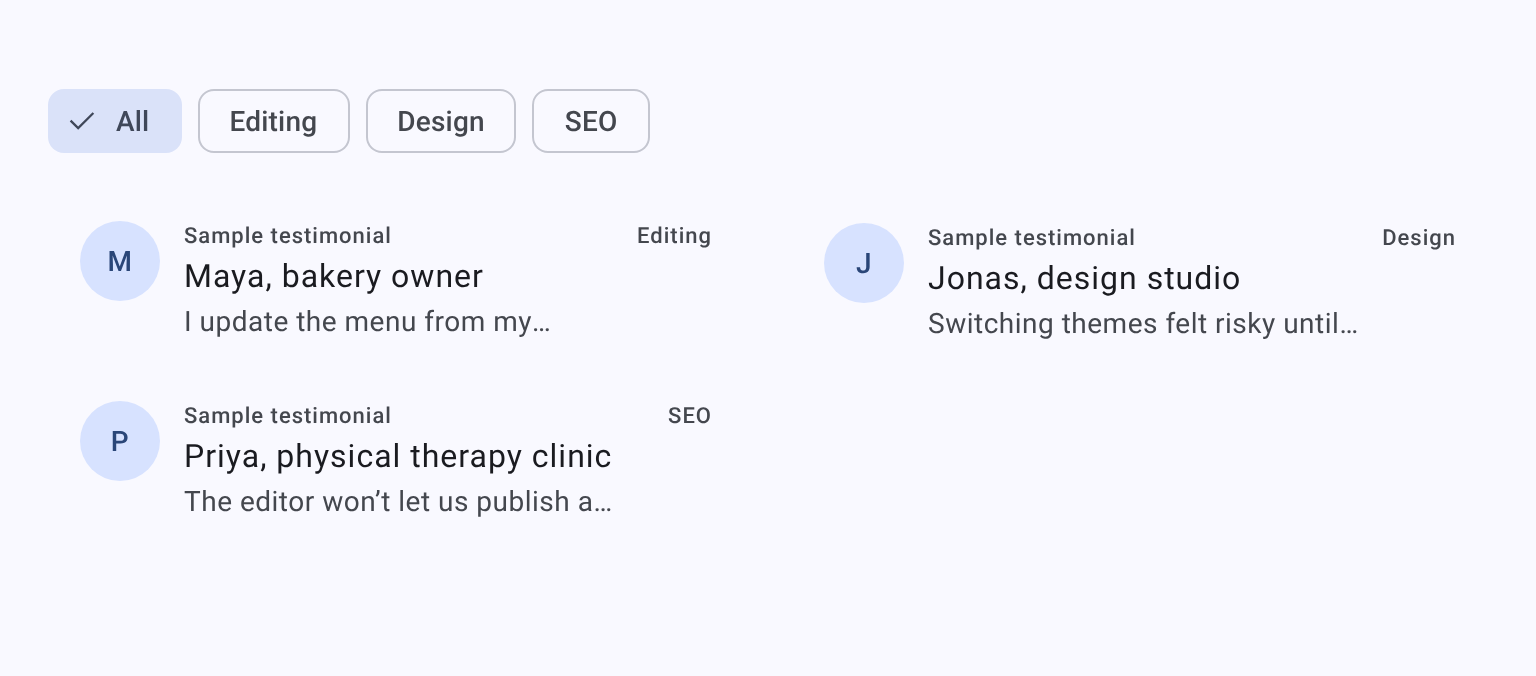 All
Editing
Design
SEO
M
Sample testimonial
Editing
Maya, bakery owner
I update the menu from my…
J
Sample testimonial
Design
Jonas, design studio
Switching themes felt risky until…
P
Sample testimonial
SEO
Priya, physical therapy clinic
The editor won’t let us publish a…